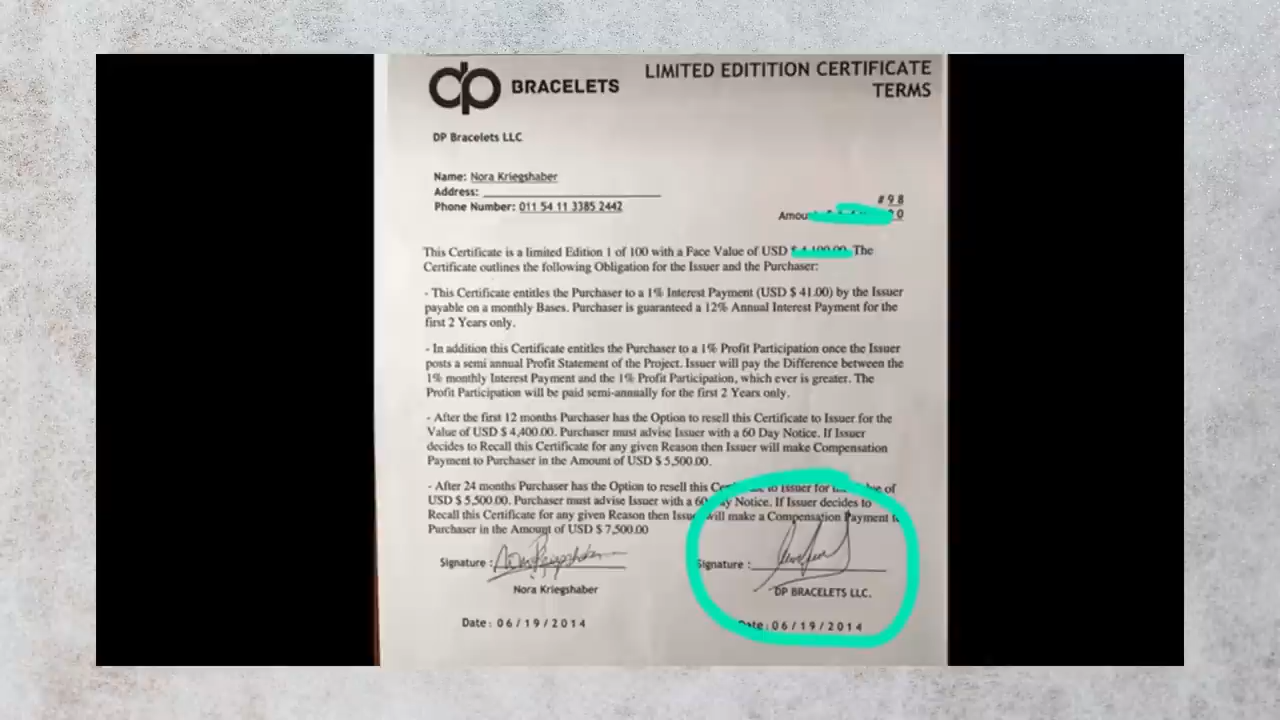 dp BRACELETS
LIMITED EDITITION CERTIFICATE
TERMS
DP Bracelets LLC
Name: Nora Kriegshaber
Address:
Phone Number: 011 54 11 3385 2442
#98
Amou 0
This Certificate is a limited Edition 1 of 100 with a Face Value of USD $ The
Certificate outlines the following Obligation for the Issuer and the Purchaser:
- This Certificate entitles the Purchaser to a 1% Interest Payment (USD $ 41.00) by the Issuer
payable on a monthly Bases. Purchaser is guaranteed a 12% Annual Interest Payment for the
first 2 Years only.
- In addition this Certificate entitles the Purchaser to a 1% Profit Participation once the Issuer
posts a semi annual Profit Statement of the Project. Issuer will pay the Difference between the
1% monthly Interest Payment and the 1% Profit Participation, which ever is greater. The
Profit Participation will be paid semi-annually for the first 2 Years only.
- After the first 12 months Purchaser has the Option to resell this Certificate to Issuer for the
Value of USD $ 4,400.00. Purchaser must advise Issuer with a 60 Day Notice. If Issuer
decides to Recall this Certificate for any given Reason then Issuer will make Compensation
Payment to Purchaser in the Amount of USD $ 5,500.00.
- After 24 months Purchaser has the Option to resell this Ce to Issuer for of
USD $ 5,500.00. Purchaser must advise Issuer with a 60 Day Notice. If Issuer decides to
Recall this Certificate for any given Reason then Issue will make a Compensation Payment to
Purchaser in the Amount of USD $ 7,500.00
Signature : Nora Kriegshaber
Signature :
Nora Kriegshaber
DP BRACELETS LLC.
Date: 06/19/2014
Date: 06/19/2014